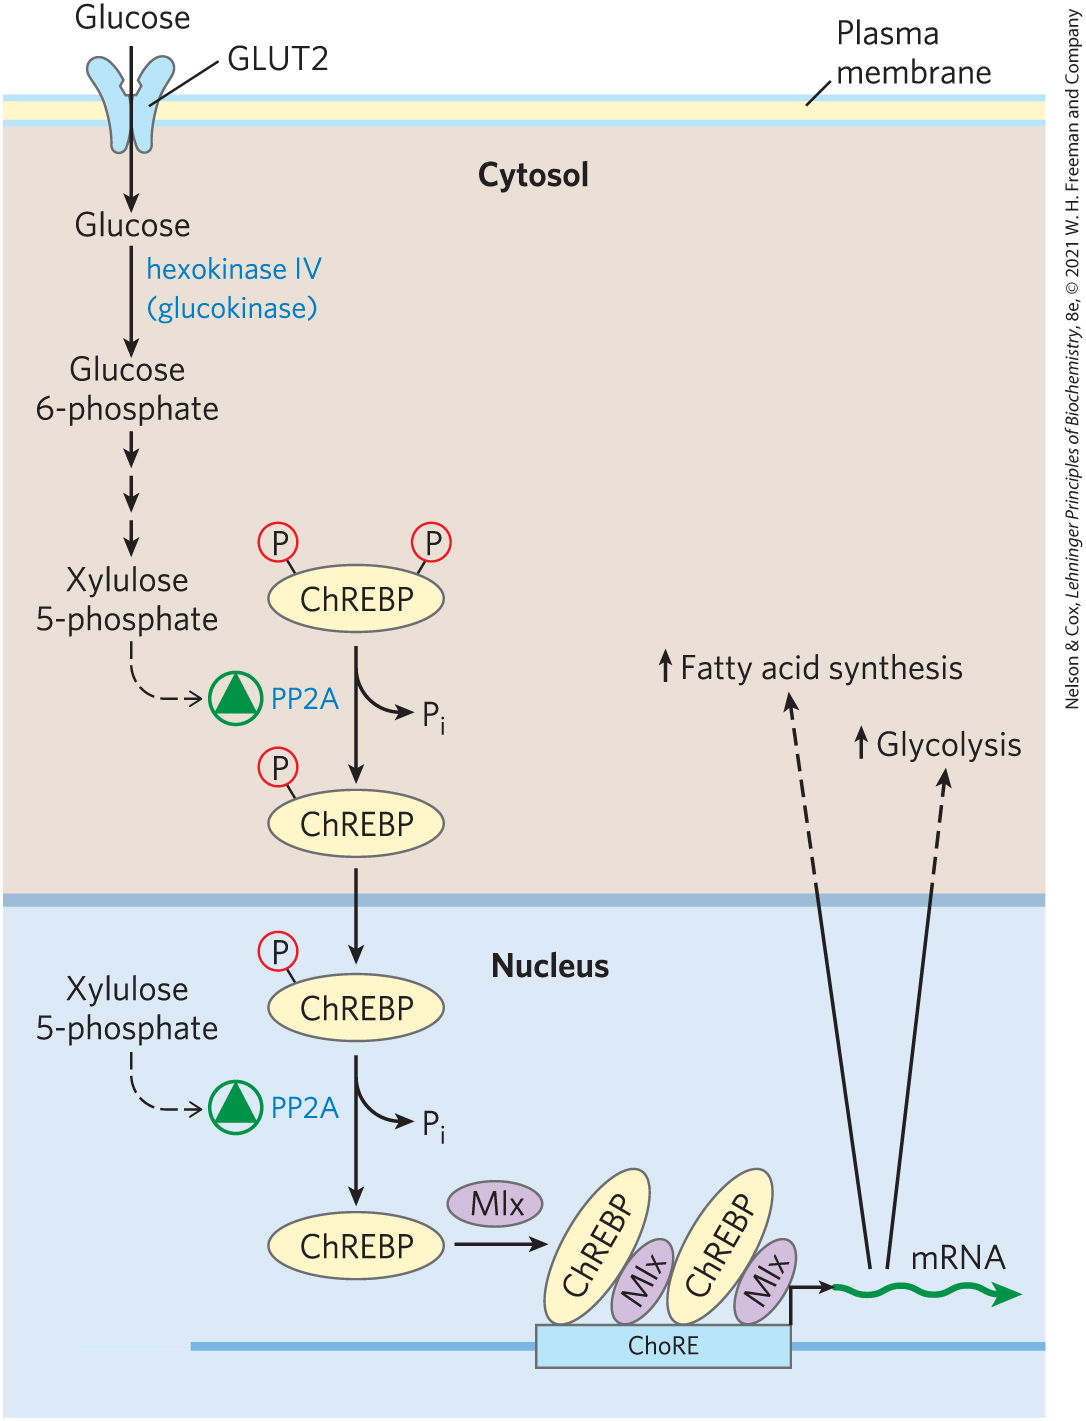 Glucose
GLUT2
Plasma
membrane
Cytosol
Glucose
hexokinase IV
(glucokinase)
Glucose
6-phosphate
Xylulose
5-phosphate
P
P
ChREBP
PP2A
Pi
P
ChREBP
↑ Fatty acid synthesis
↑ Glycolysis
Nucleus
P
ChREBP
Xylulose
5-phosphate
PP2A
Pi
ChREBP
Mlx
ChREBP
Mlx
ChREBP
Mlx
mRNA
ChoRE
Nelson & Cox, Lehninger Principles of Biochemistry, 8e, © 2021 W. H. Freeman and Company